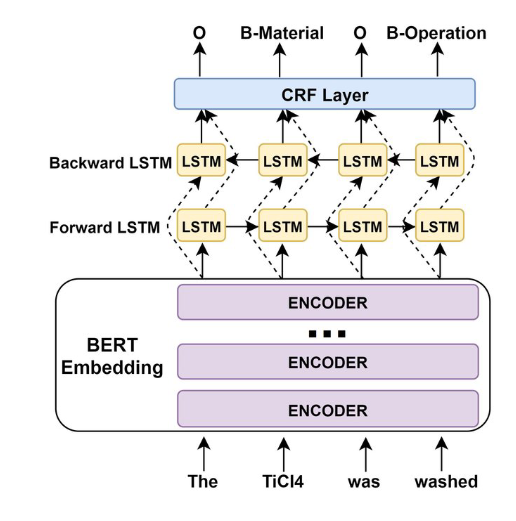 O B-Material O B-Operation
CRF Layer
Backward LSTM LSTM LSTM LSTM LSTM
Forward LSTM LSTM LSTM LSTM LSTM
ENCODER
BERT
Embedding
ENCODER
ENCODER
The TiCl4 was washed